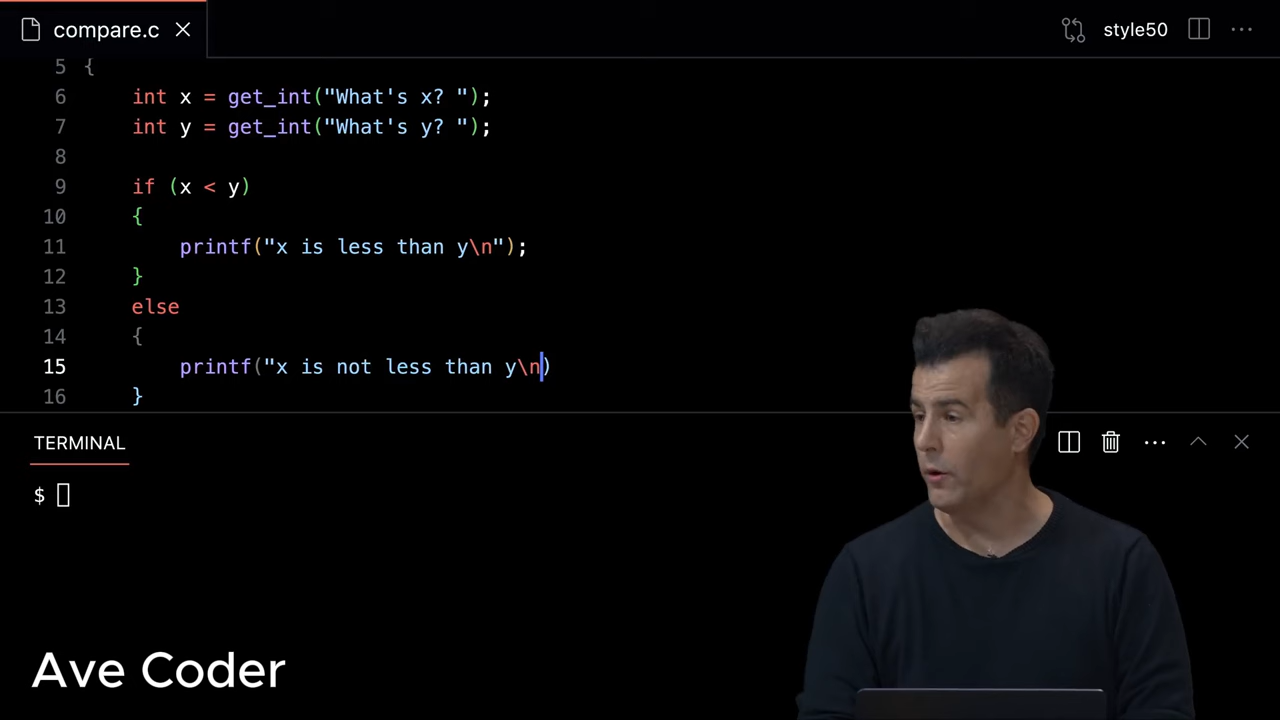 compare.c
style50
5 {
6 int x = get_int("What's x? ");
7 int y = get_int("What's y? ");
8
9 if (x < y)
10 {
11 printf("x is less than y\n");
12 }
13 else
14 {
15 printf("x is not less than y\n)
16 }
TERMINAL
$
Ave Coder